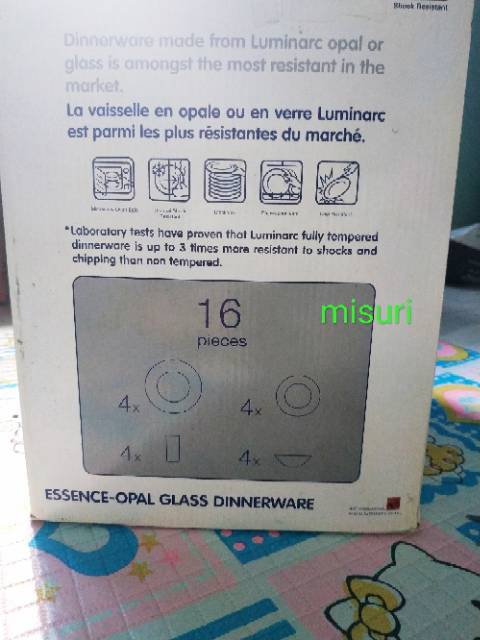 Shock Resistant
Dinnerware made from Luminarc opal or
glass is amongst the most resistant in the
market.
La vaisselle en opale ou en verre Luminarc
est parmi les plus résistantes du marché.
*Laboratory tests have proven that Luminarc fully tempered
dinnerware is up to 3 times more resistant to shocks and
chipping than non tempered.
16
misuri
pieces
4x
4x
4x
4x
ESSENCE-OPAL GLASS DINNERWARE